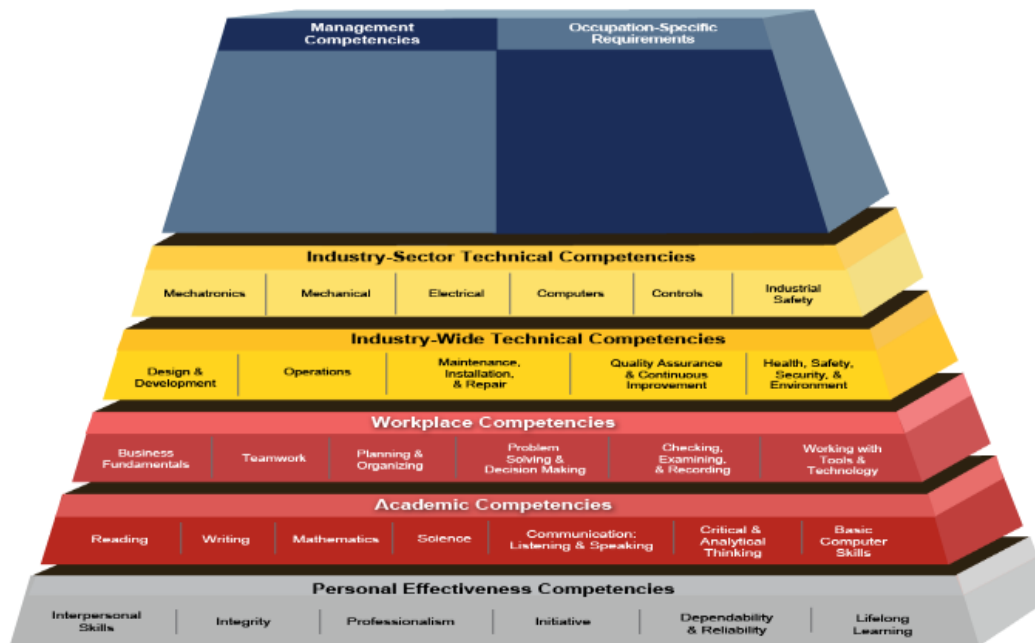 Management
Competencies
Occupation-Specific
Requirements
Industry-Sector Technical Competencies
Mechatronics
Mechanical
Electrical
Computers
Controls
Industrial
Safety
Industry-Wide Technical Competencies
Design &
Development
Operations
Maintenance,
Installation,
& Repair
Quality Assurance
& Continuous
Improvement
Health, Safety,
Security, &
Environment
Workplace Competencies
Business
Fundamentals
Teamwork
Planning &
Organizing
Problem
Solving &
Decision Making
Checking,
Examining,
& Recording
Working with
Tools &
Technology
Academic Competencies
Reading
Writing
Mathematics
Science
Communication:
Listening & Speaking
Critical &
Analytical
Thinking
Basic
Computer
Skills
Personal Effectiveness Competencies
Interpersonal
Skills
Integrity
Professionalism
Initiative
Dependability
& Reliability
Lifelong
Learning